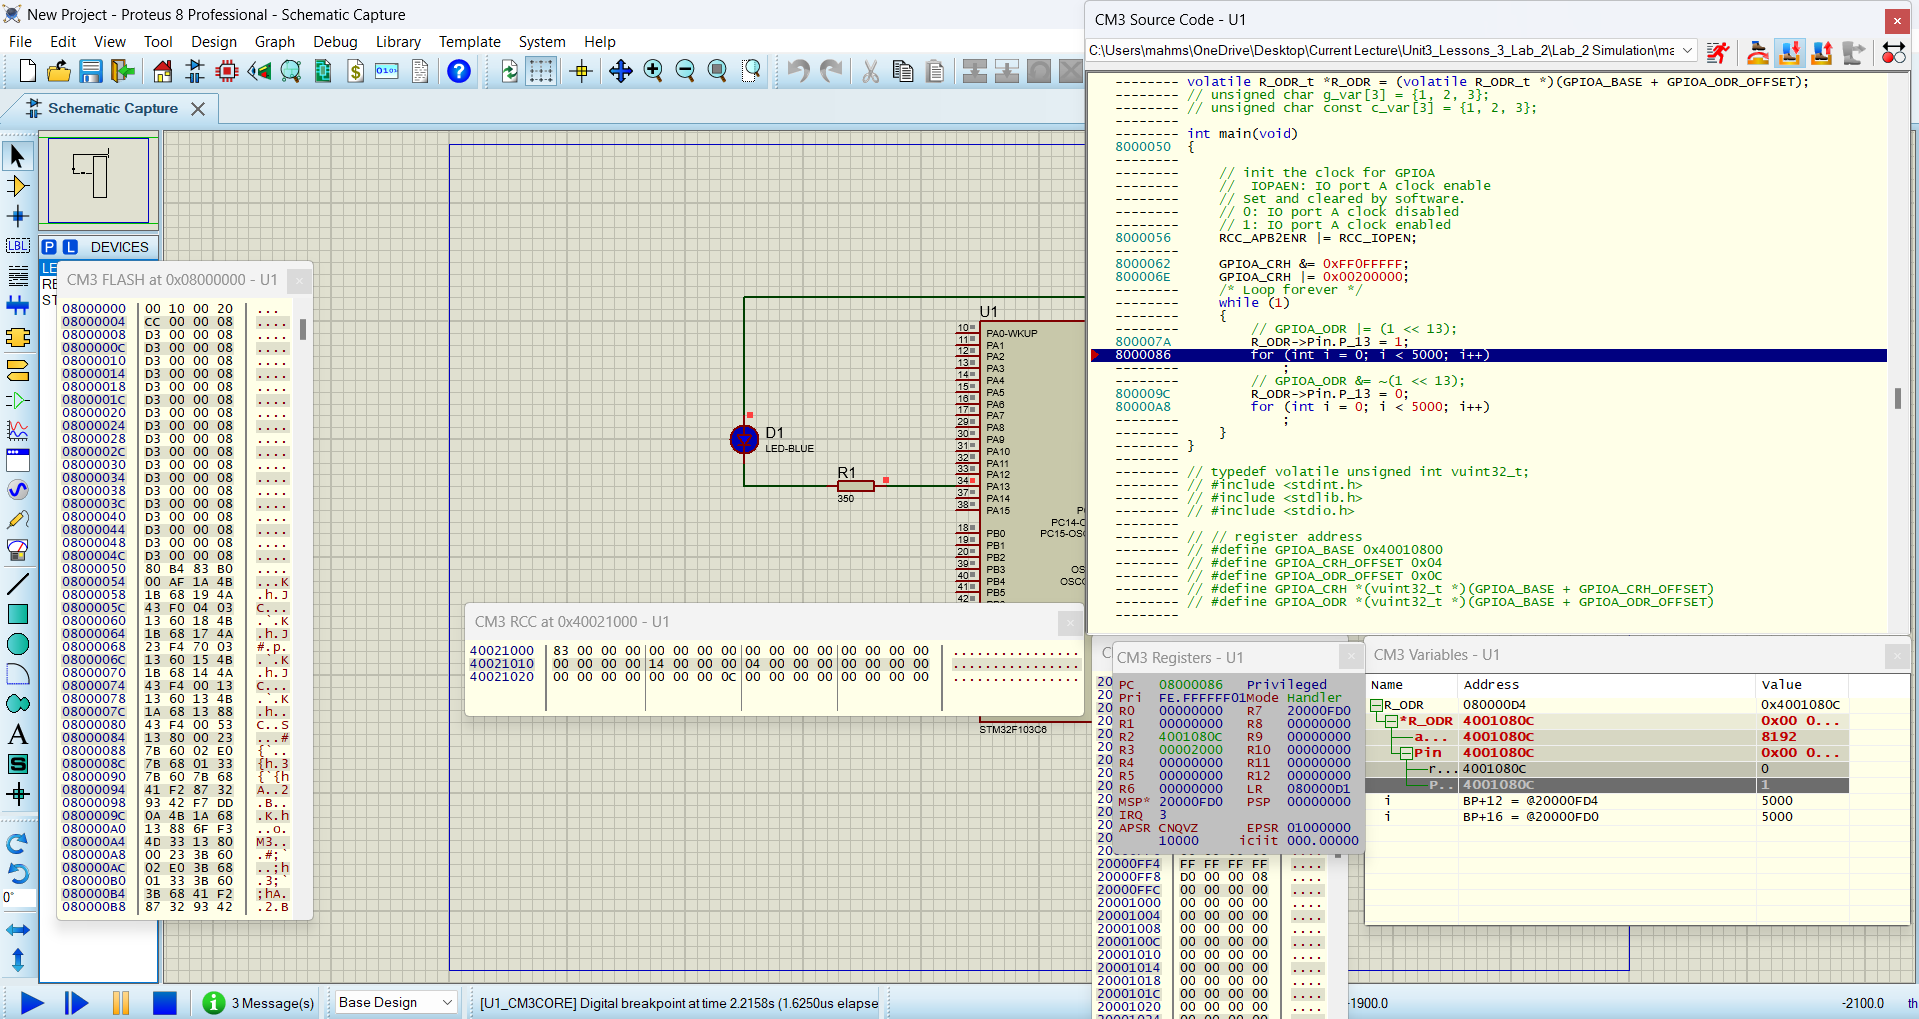 New Project - Proteus 8 Professional - Schematic Capture
File Edit View Tool Design Graph Debug Library Template System Help
Schematic Capture
P L DEVICES
CM3 FLASH at 0x08000000 - U1
08000000 00 10 00 20 ...
08000004 CC 00 00 08 ....
08000008 D3 00 00 08 ....
0800000C D3 00 00 08 ....
08000010 D3 00 00 08 ....
08000014 D3 00 00 08 ....
08000018 D3 00 00 08 ....
0800001C D3 00 00 08 ....
08000020 D3 00 00 08 ....
08000024 D3 00 00 08 ....
08000028 D3 00 00 08 ....
0800002C D3 00 00 08 ....
08000030 D3 00 00 08 ....
08000034 D3 00 00 08 ....
08000038 D3 00 00 08 ....
0800003C D3 00 00 08 ....
08000040 D3 00 00 08 ....
08000044 D3 00 00 08 ....
08000048 D3 00 00 08 ....
0800004C D3 00 00 08 ....
08000050 80 B4 83 B0 ....
08000054 00 AF 1A 4B ...K
08000058 1B 68 19 4A .h.J
0800005C 43 F0 04 03 C...
08000060 13 60 18 4B .`.K
08000064 1B 68 17 4A .h.J
08000068 23 F4 70 03 #.p.
0800006C 13 60 15 4B .`.K
08000070 1B 68 14 4A .h.J
08000074 43 F4 00 13 C...
08000078 13 60 13 4B .`.K
0800007C 1A 68 13 88 .h..
08000080 43 F4 00 53 C..S
08000084 13 80 00 23 ...#
08000088 7B 60 02 E0 {`..
0800008C 7B 68 01 33 {h.3
08000090 7B 60 7B 68 {`{h
08000094 41 F2 87 32 A..2
08000098 93 42 F7 DD .B..
0800009C 0A 4B 1A 68 .K.h
080000A0 13 88 6F F3 ..o.
080000A4 4D 33 13 80 M3..
080000A8 00 23 3B 60 .#;`
080000AC 02 E0 3B 68 ..;h
080000B0 01 33 3B 60 .3;`
080000B4 3B 68 41 F2 ;hA.
080000B8 87 32 93 42 .2.B
D1
LED-BLUE
R1
350
U1
10 PA0-WKUP
11 PA1
12 PA2
13 PA3
14 PA4
15 PA5
16 PA6
17 PA7
29 PA8
30 PA9
31 PA10
32 PA11
33 PA12
34 PA13
37 PA14
38 PA15
18 PB0
19 PB1
20 PB2
39 PB3
40 PB4
41 PB5
42
STM32F103C6
CM3 RCC at 0x40021000 - U1
40021000 83 00 00 00 00 00 00 00 00 00 00 00 00 00 00 00 ................
40021010 00 00 00 00 14 00 00 00 04 00 00 00 00 00 00 00 ................
40021020 00 00 00 00 00 00 00 0C 00 00 00 00 00 00 00 00 ................
CM3 Source Code - U1
C:\Users\mahms\OneDrive\Desktop\Current Lecture\Unit3_Lessons_3_Lab_2\Lab_2 Simulation\ma
-------- volatile R_ODR_t *R_ODR = (volatile R_ODR_t *)(GPIOA_BASE + GPIOA_ODR_OFFSET);
-------- // unsigned char g_var[3] = {1, 2, 3};
-------- // unsigned char const c_var[3] = {1, 2, 3};
--------
-------- int main(void)
8000050 {
--------
-------- // init the clock for GPIOA
-------- //  IOPAEN: IO port A clock enable
-------- // Set and cleared by software.
-------- // 0: IO port A clock disabled
-------- // 1: IO port A clock enabled
8000056 RCC_APB2ENR |= RCC_IOPEN;
--------
8000062 GPIOA_CRH &= 0xFF0FFFFF;
800006E GPIOA_CRH |= 0x00200000;
-------- /* Loop forever */
-------- while (1)
-------- {
-------- // GPIOA_ODR |= (1 << 13);
800007A R_ODR->Pin.P_13 = 1;
8000086 for (int i = 0; i < 5000; i++)
-------- ;
-------- // GPIOA_ODR &= ~(1 << 13);
800009C R_ODR->Pin.P_13 = 0;
80000A8 for (int i = 0; i < 5000; i++)
-------- ;
-------- }
-------- }
--------
-------- // typedef volatile unsigned int vuint32_t;
-------- // #include <stdint.h>
-------- // #include <stdlib.h>
-------- // #include <stdio.h>
--------
-------- // // register address
-------- // #define GPIOA_BASE 0x40010800
-------- // #define GPIOA_CRH_OFFSET 0x04
-------- // #define GPIOA_ODR_OFFSET 0x0C
-------- // #define GPIOA_CRH *(vuint32_t *)(GPIOA_BASE + GPIOA_CRH_OFFSET)
-------- // #define GPIOA_ODR *(vuint32_t *)(GPIOA_BASE + GPIOA_ODR_OFFSET)
--------
CM3 Registers - U1
PC 08000086 Privileged
Pri FE.FFFFFF01Mode Handler
R0 00000000 R7 20000FD0
R1 00000000 R8 00000000
R2 4001080C R9 00000000
R3 00002000 R10 00000000
R4 00000000 R11 00000000
R5 00000000 R12 00000000
R6 00000000 LR 080000D1
MSP* 20000FD0 PSP 00000000
IRQ 3
APSR CNQVZ EPSR 01000000
10000 iciit 000.00000
20000FF4 FF FF FF FF ....
20000FF8 D0 00 00 08 ....
20000FFC 00 00 00 00 ....
20001000 00 00 00 00 ....
20001004 00 00 00 00 ....
20001008 00 00 00 00 ....
2000100C 00 00 00 00 ....
20001010 00 00 00 00 ....
20001014 00 00 00 00 ....
20001018 00 00 00 00 ....
2000101C 00 00 00 00 ....
20001020 00 00 00 00 ....
CM3 Variables - U1
Name Address Value
R_ODR 080000D4 0x4001080C
*R_ODR 4001080C 0x00 0...
a... 4001080C 8192
Pin 4001080C 0x00 0...
r... 4001080C 0
P... 4001080C 1
i BP+12 = @20000FD4 5000
i BP+16 = @20000FD0 5000
0°
3 Message(s)
Base Design
[U1_CM3CORE] Digital breakpoint at time 2.2158s (1.6250us elapse
-1900.0 -2100.0 th